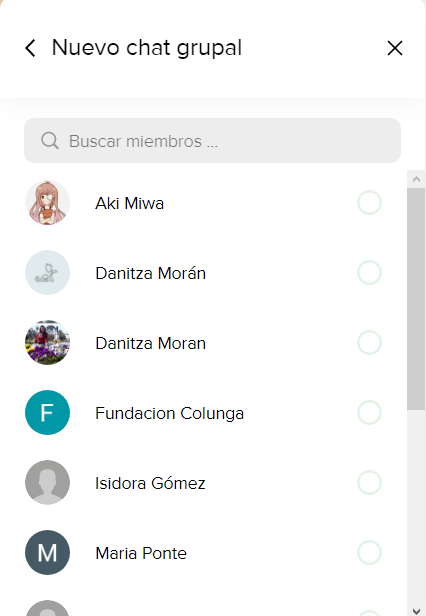 Nuevo chat grupal
Buscar miembros ...
Aki Miwa
Danitza Morán
Danitza Moran
F
Fundacion Colunga
Isidora Gómez
M
Maria Ponte